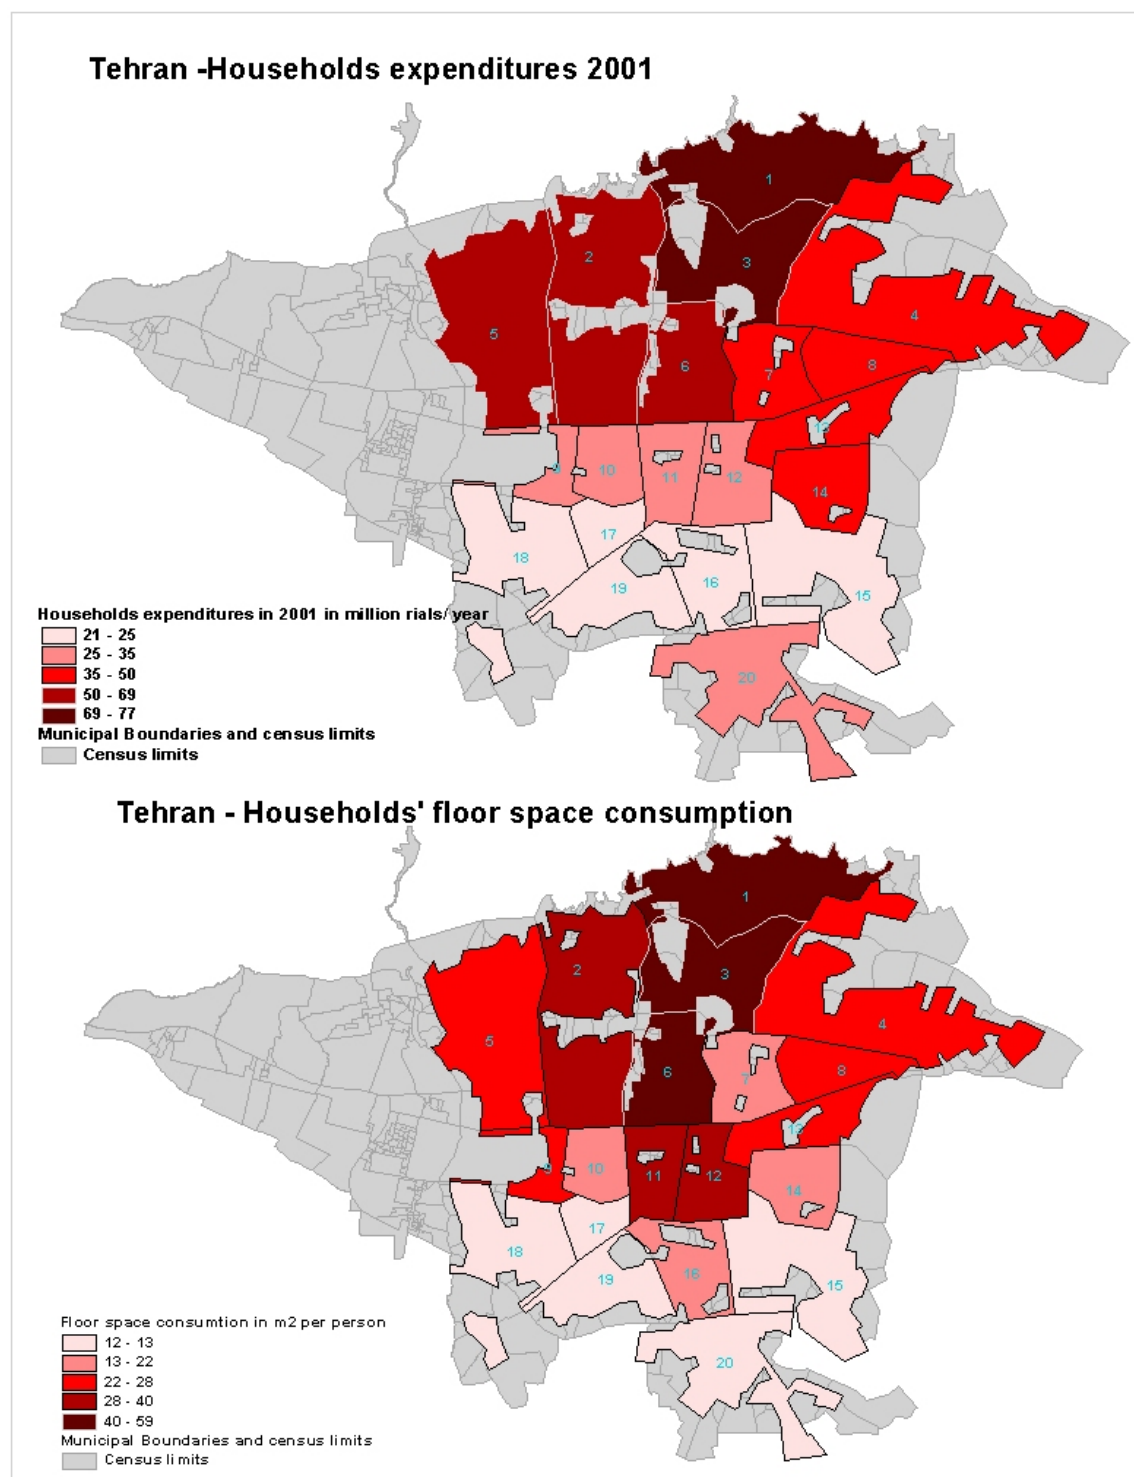 Tehran -Households expenditures 2001
1
2
3
5
4
6
7
8
13
9
10
11
12
14
17
18
19
16
15
20
Households expenditures in 2001 in million rials/ year
21 - 25
25 - 35
35 - 50
50 - 69
69 - 77
Municipal Boundaries and census limits
Census limits
Tehran - Households' floor space consumption
1
2
3
4
5
6
7
8
13
9
10
11
12
14
17
18
19
16
15
20
Floor space consumtion in m2 per person
12 - 13
13 - 22
22 - 28
28 - 40
40 - 59
Municipal Boundaries and census limits
Census limits